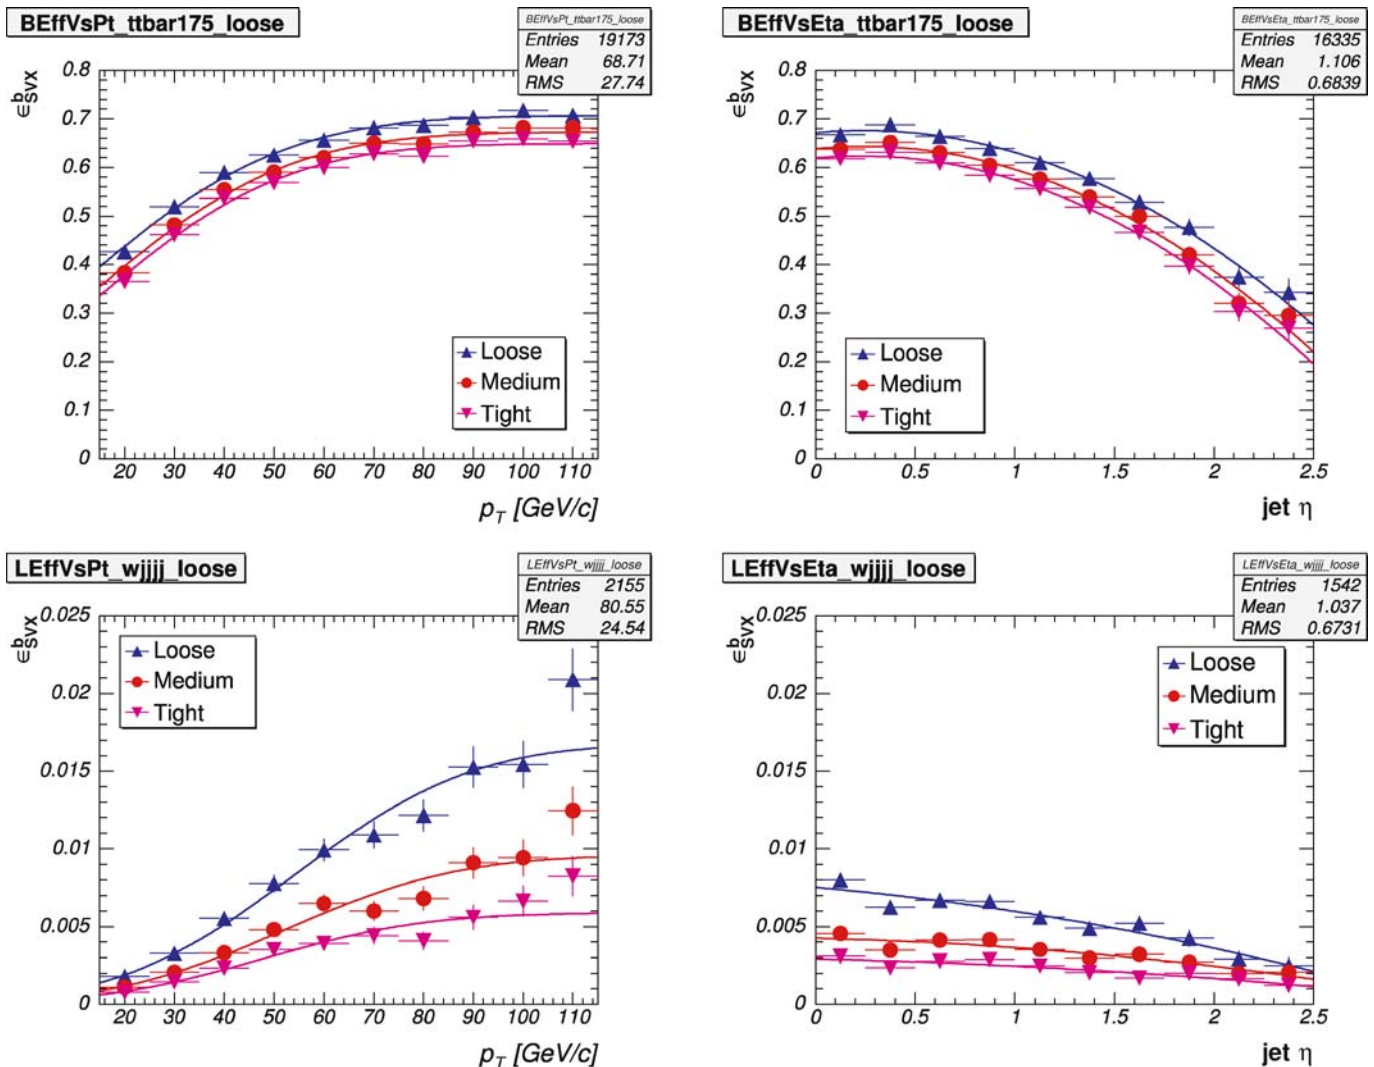 BEffVsPt_ttbar175_loose
BEffVsPt_ttbar175_loose
Entries 19173
Mean 68.71
RMS 27.74
ϵ^b_SVX
0.8
0.7
0.6
0.5
0.4
0.3
0.2
0.1
0
Loose
Medium
Tight
20 30 40 50 60 70 80 90 100 110
p_T [GeV/c]
BEffVsEta_ttbar175_loose
BEffVsEta_ttbar175_loose
Entries 16335
Mean 1.106
RMS 0.6839
ϵ^b_SVX
0.8
0.7
0.6
0.5
0.4
0.3
0.2
0.1
0
Loose
Medium
Tight
0 0.5 1 1.5 2 2.5
jet η
LEffVsPt_wjjjj_loose
LEffVsPt_wjjjj_loose
Entries 2155
Mean 80.55
RMS 24.54
ϵ^b_SVX
0.025
0.02
0.015
0.01
0.005
0
Loose
Medium
Tight
20 30 40 50 60 70 80 90 100 110
p_T [GeV/c]
LEffVsEta_wjjjj_loose
LEffVsEta_wjjjj_loose
Entries 1542
Mean 1.037
RMS 0.6731
ϵ^b_SVX
0.025
0.02
0.015
0.01
0.005
0
Loose
Medium
Tight
0 0.5 1 1.5 2 2.5
jet η